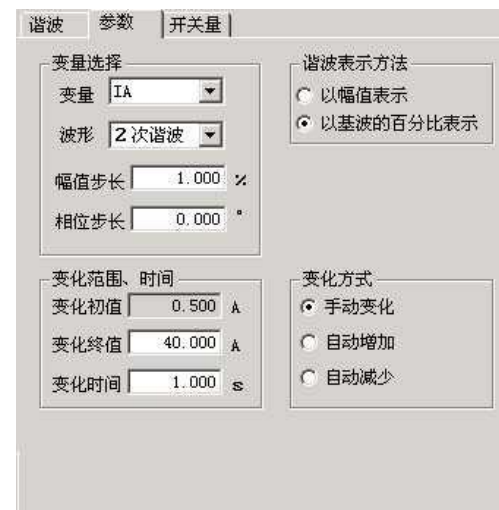 谐波 参数 开关量
变量选择
变量 IA
波形 2次谐波
幅值步长 1.000 %
相位步长 0.000 °
谐波表示方法
以幅值表示
以基波的百分比表示
变化范围、时间
变化初值 0.500 A
变化终值 40.000 A
变化时间 1.000 s
变化方式
手动变化
自动增加
自动减少